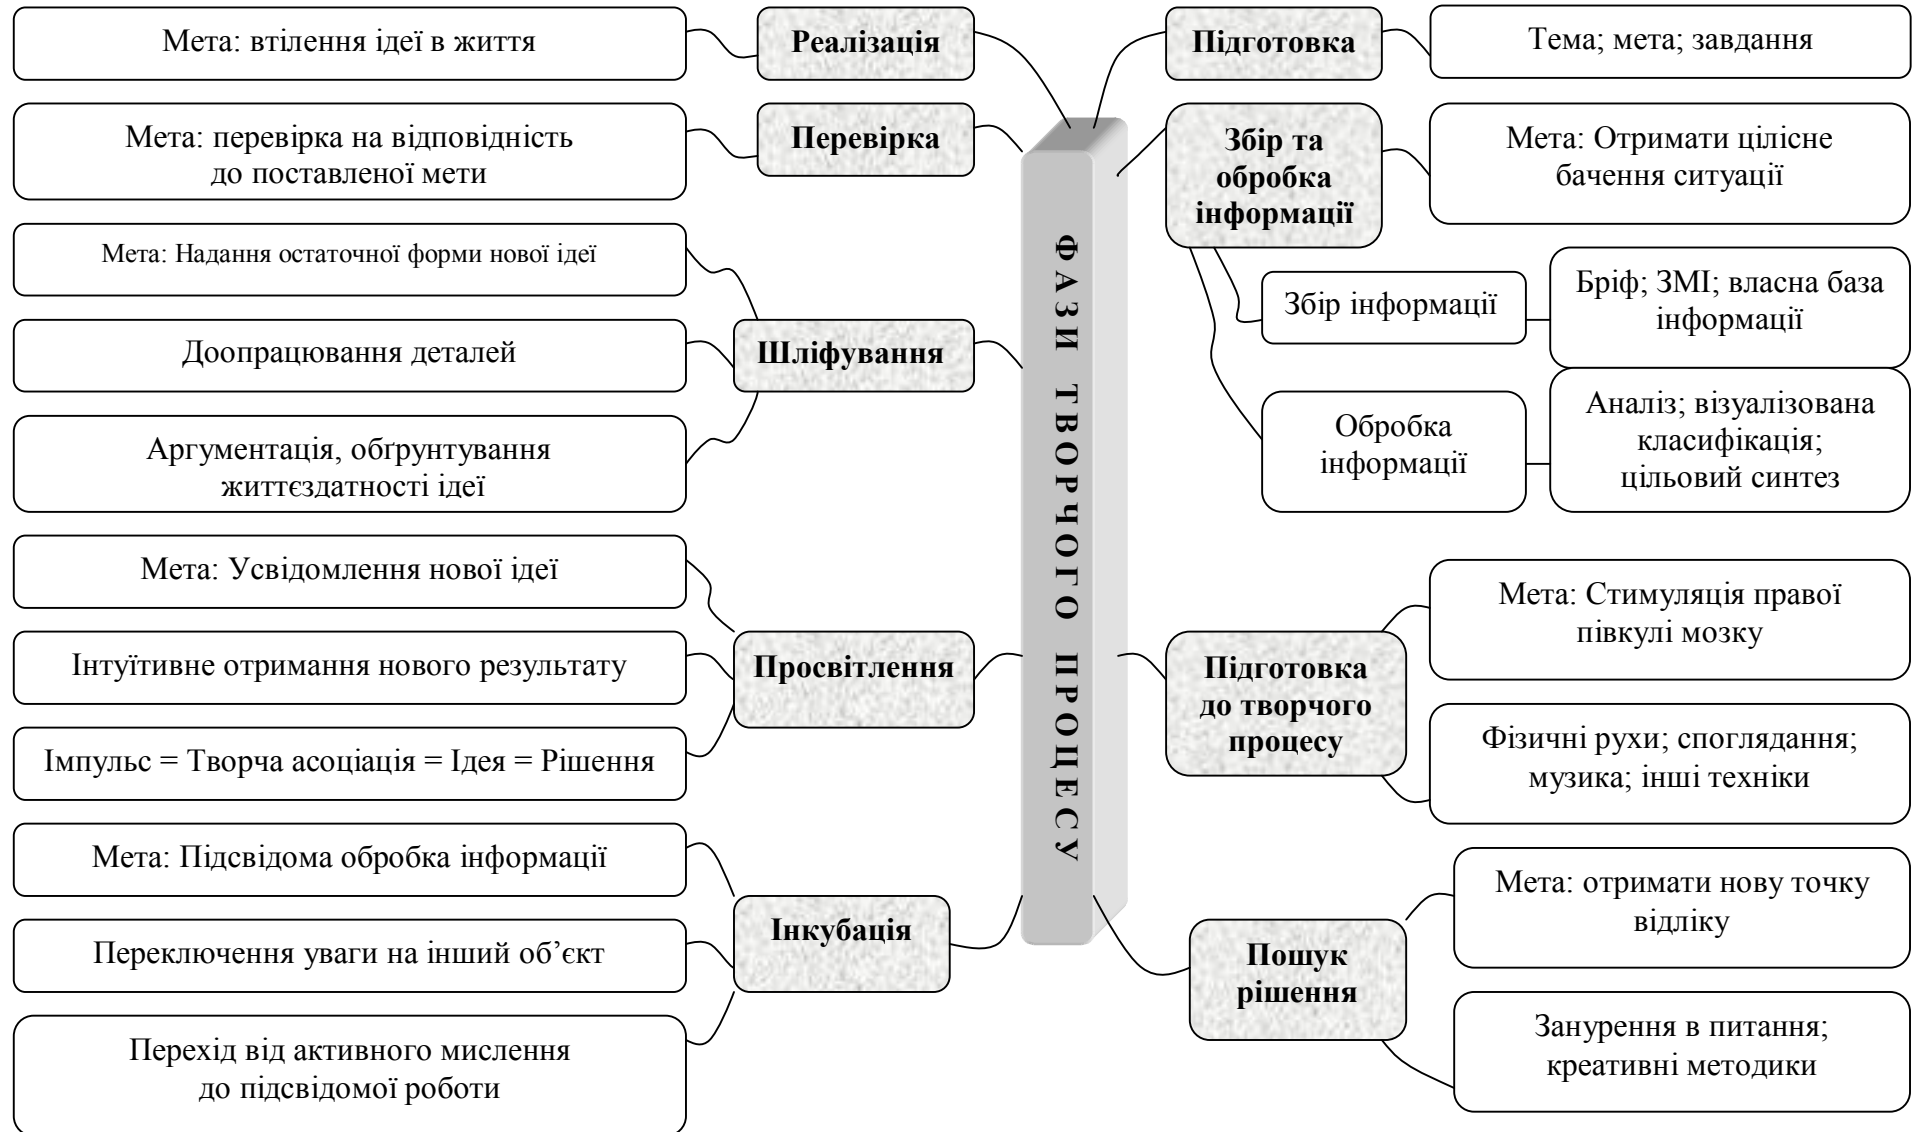 Мета: втілення ідеї в життя
Реалізація
Мета: перевірка на відповідність
до поставленої мети
Перевірка
Мета: Надання остаточної форми нової ідеї
Доопрацювання деталей
Аргументація, обґрунтування
життєздатності ідеї
Шліфування
Мета: Усвідомлення нової ідеї
Інтуїтивне отримання нового результату
Імпульс = Творча асоціація = Ідея = Рішення
Просвітлення
Мета: Підсвідома обробка інформації
Переключення уваги на інший об’єкт
Перехід від активного мислення
до підсвідомої роботи
Інкубація
ФАЗИ ТВОРЧОГО ПРОЦЕСУ
Підготовка
Тема; мета; завдання
Збір та
обробка
інформації
Мета: Отримати цілісне
бачення ситуації
Збір інформації
Бріф; ЗМІ; власна база
інформації
Обробка
інформації
Аналіз; візуалізована
класифікація;
цільовий синтез
Підготовка
до творчого
процесу
Мета: Стимуляція правої
півкулі мозку
Фізичні рухи; споглядання;
музика; інші техніки
Пошук
рішення
Мета: отримати нову точку
відліку
Занурення в питання;
креативні методики